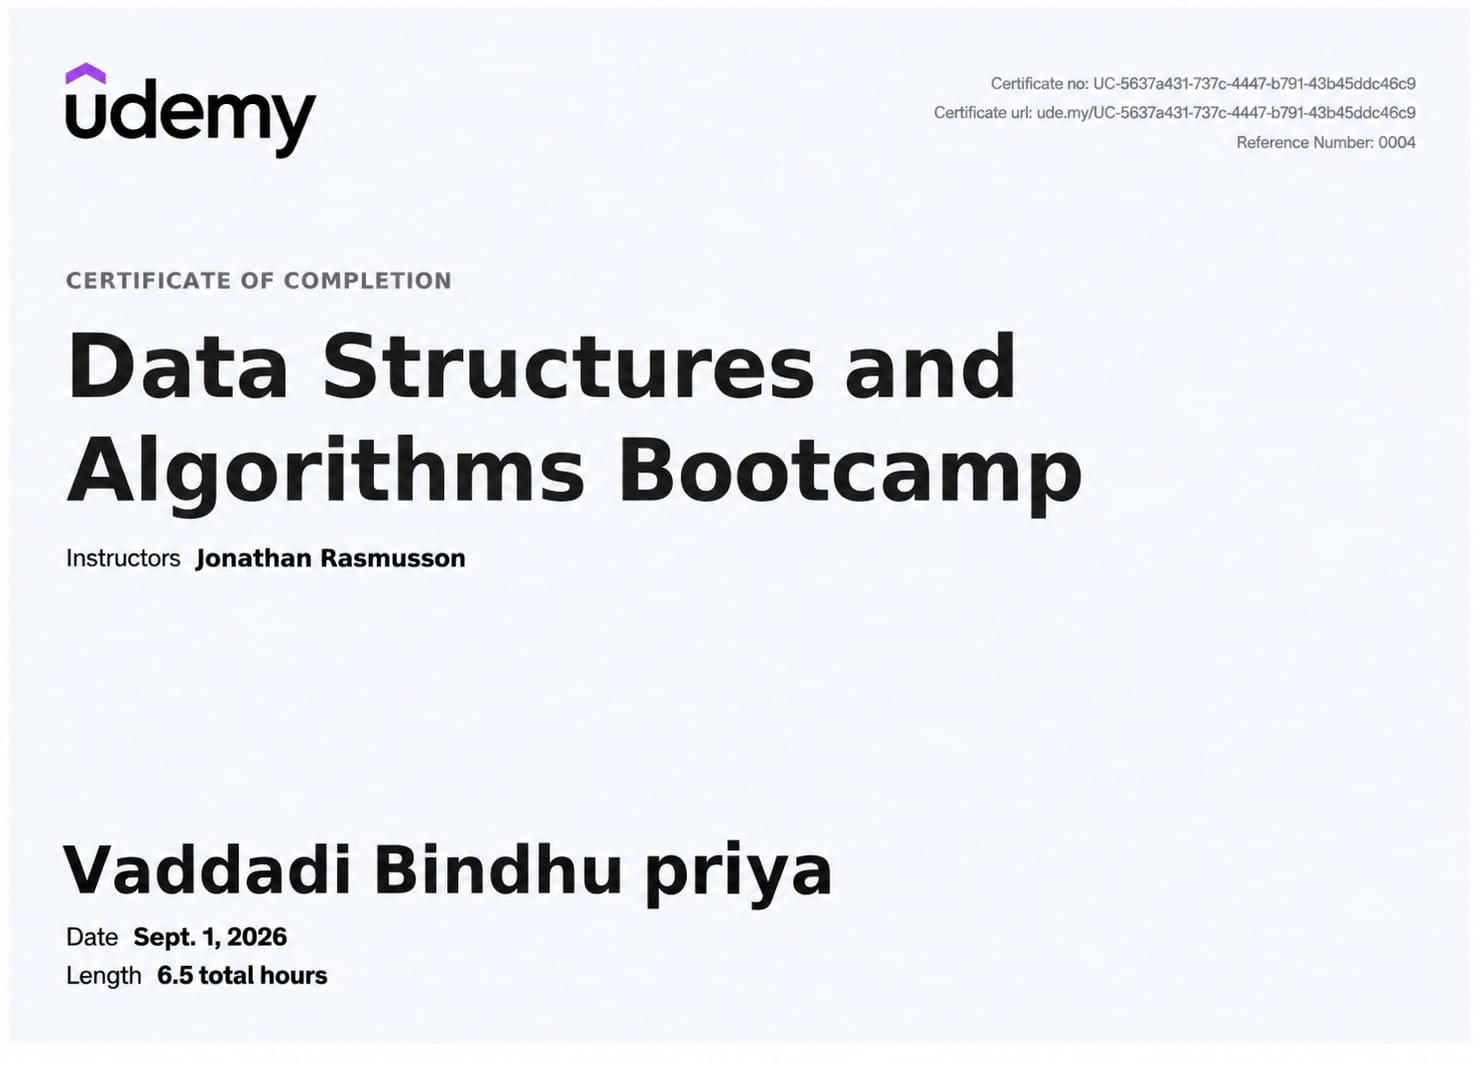 udemy
Certificate no: UC-5637a431-737c-4447-b791-43b45ddc46c9
Certificate url: ude.my/UC-5637a431-737c-4447-b791-43b45ddc46c9
Reference Number: 0004
CERTIFICATE OF COMPLETION
Data Structures and
Algorithms Bootcamp
Instructors Jonathan Rasmusson
Vaddadi Bindhu priya
Date Sept. 1, 2026
Length 6.5 total hours